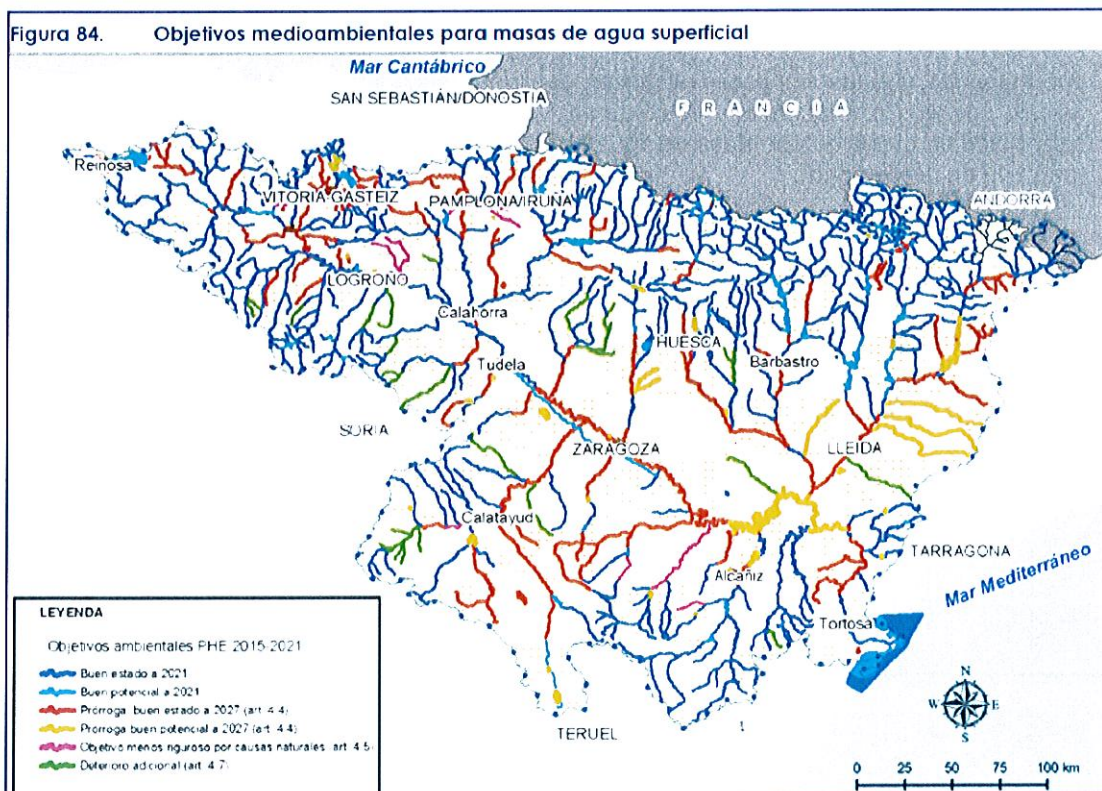 Figura 84. Objetivos medioambientales para masas de agua superficial
Mar Cantábrico
SAN SEBASTIÁN/DONOSTIA
FRANCIA
Reinosa
VITORIA-GASTEIZ
PAMPLONA/IRUÑA
ANDORRA
LOGROÑO
Calahorra
HUESCA
Barbastro
Tudela
SORIA
ZARAGOZA
LLEIDA
Calatayud
TARRAGONA
Alcañiz
Mar Mediterráneo
Tortosa
TERUEL
LEYENDA
Objetivos ambientales PHE 2015-2021
Buen estado a 2021
Buen potencial a 2021
Prórroga buen estado a 2027 (art. 4.4)
Prórroga buen potencial a 2027 (art. 4.4)
Objetivo menos riguroso por causas naturales art. 4.5)
Deterioro adicional (art. 4.7)
N
W E
S
0 25 50 75 100 km